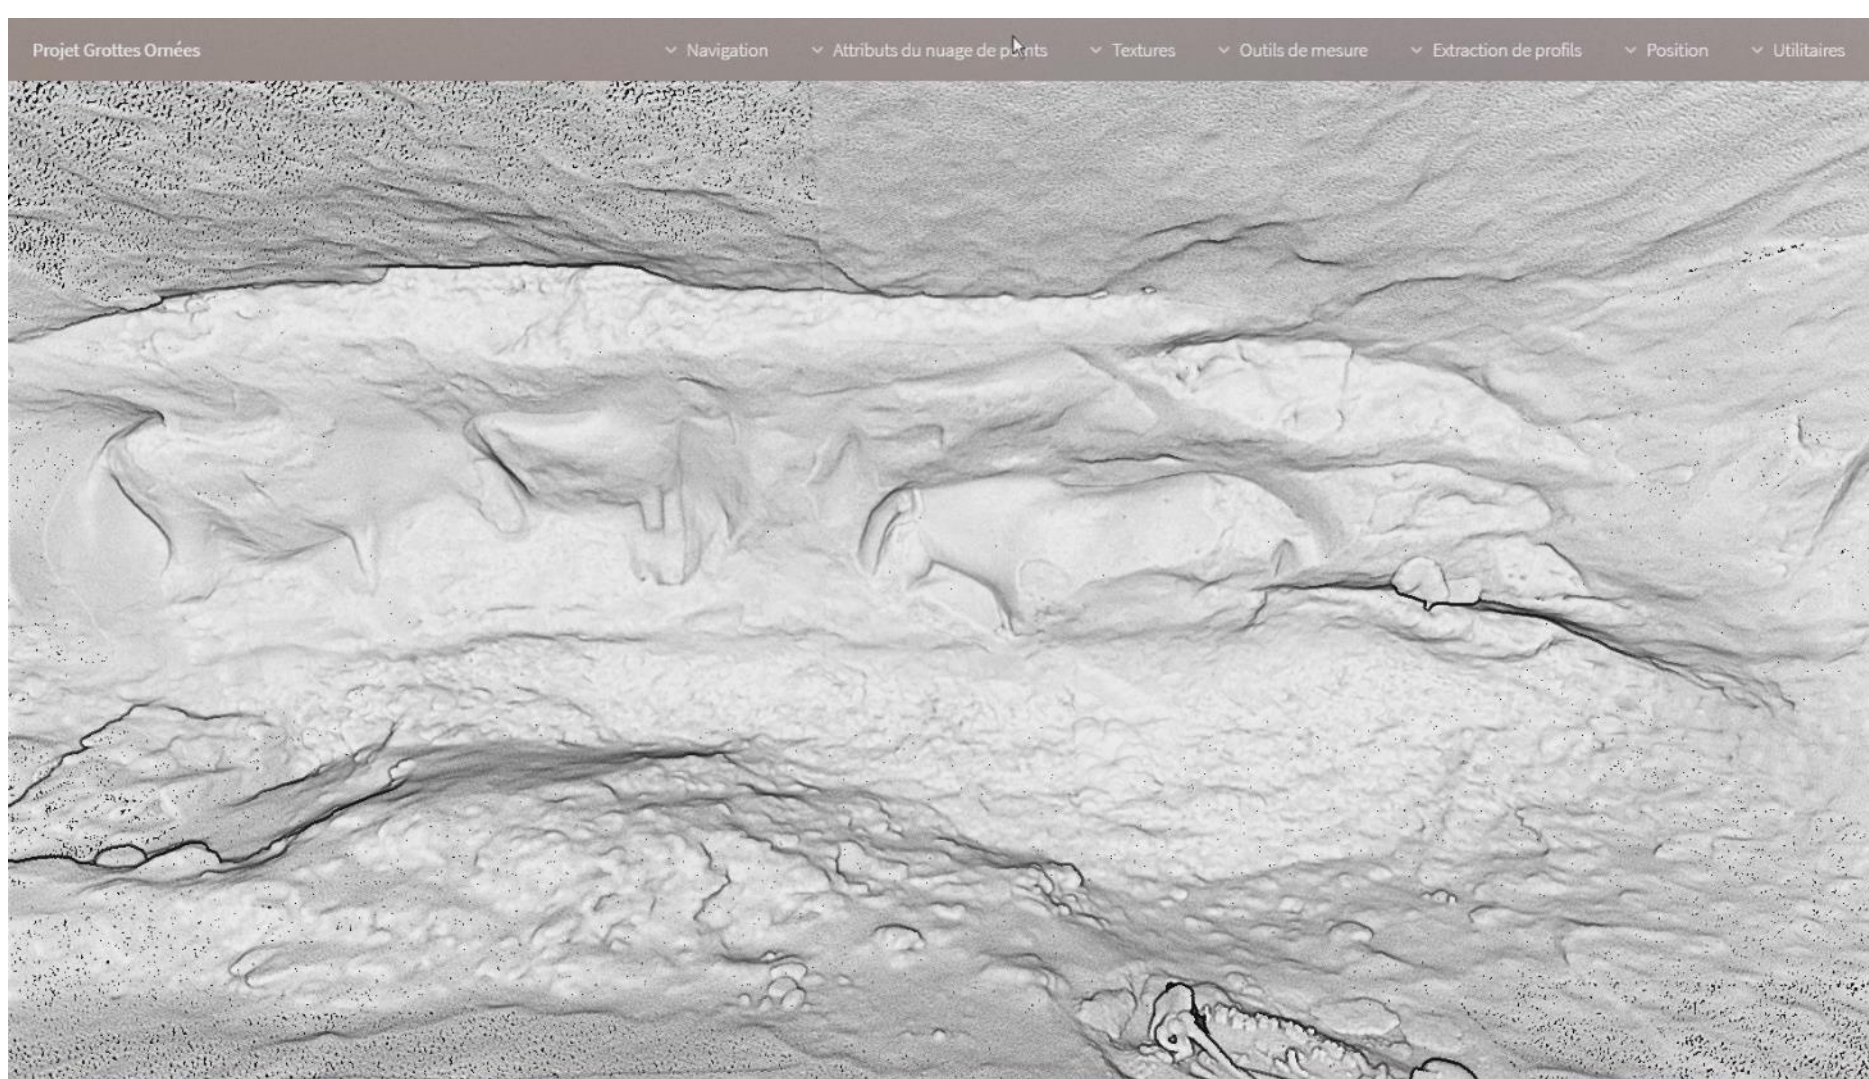 Projet Grottes Ornées Navigation Attributs du nuage de points Textures Outils de mesure Extraction de profils Position Utilitaires